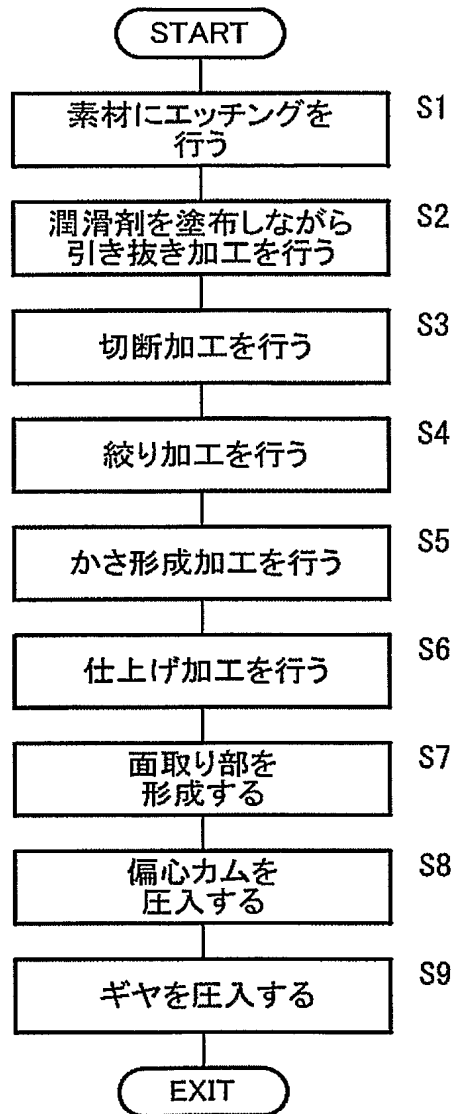 START
素材にエッチングを
行う
S1
潤滑剤を塗布しながら
引き抜き加工を行う
S2
切断加工を行う
S3
絞り加工を行う
S4
かさ形成加工を行う
S5
仕上げ加工を行う
S6
面取り部を
形成する
S7
偏心カムを
圧入する
S8
ギヤを圧入する
S9
EXIT